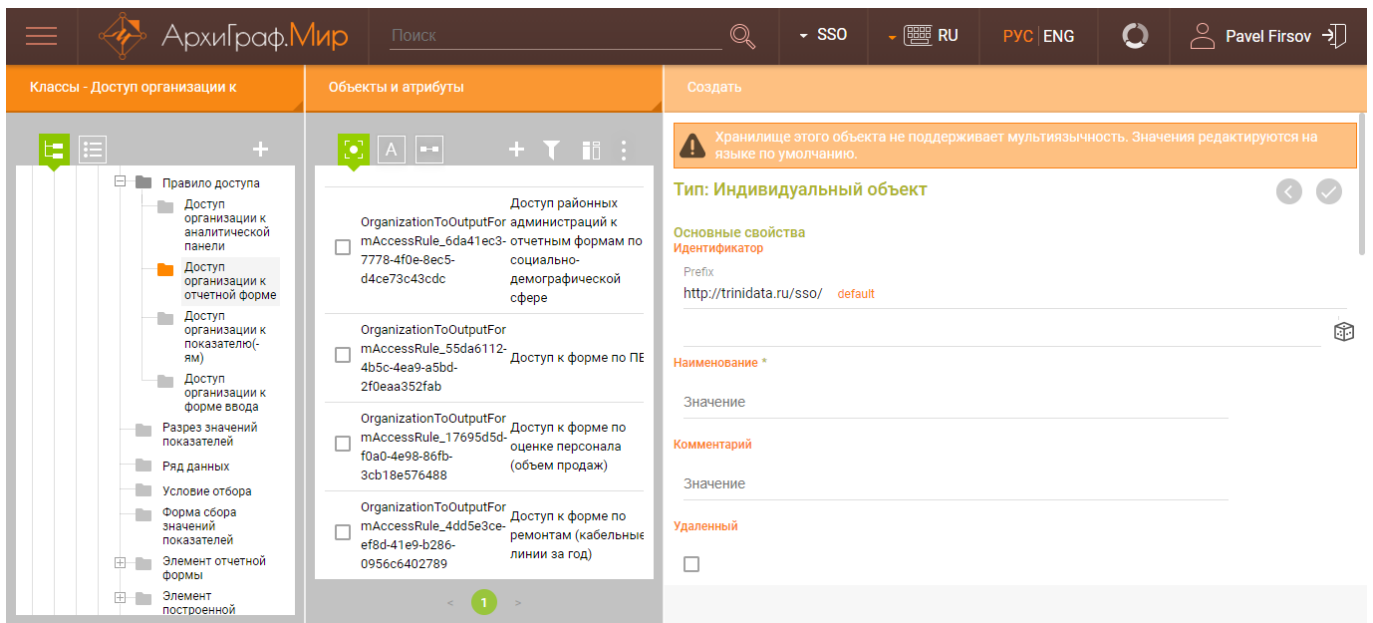 АрхиГраф.Мир
Поиск
SSO
RU
РУС ENG
Pavel Firsov
Классы - Доступ организации к
Объекты и атрибуты
Создать
Правило доступа
Доступ
организации к
аналитической
панели
Доступ
организации к
отчетной форме
Доступ
организации к
показателю(-
ям)
Доступ
организации к
форме ввода
Разрез значений
показателей
Ряд данных
Условие отбора
Форма сбора
значений
показателей
Элемент отчетной
формы
Элемент
построенной
A
OrganizationToOutputFor
mAccessRule_6da41ec3-
7778-4f0e-8ec5-
d4ce73c43cdc
Доступ районных
администраций к
отчетным формам по
социально-
демографической
сфере
OrganizationToOutputFor
mAccessRule_55da6112-
4b5c-4ea9-a5bd-
2f0eaa352fab
Доступ к форме по ПЕ
OrganizationToOutputFor
mAccessRule_17695d5d-
f0a0-4e98-86fb-
3cb18e576488
Доступ к форме по
оценке персонала
(объем продаж)
OrganizationToOutputFor
mAccessRule_4dd5e3ce-
ef8d-41e9-b286-
0956c6402789
Доступ к форме по
ремонтам (кабельные
линии за год)
< 1 >
Хранилище этого объекта не поддерживает мультиязычность. Значения редактируются на
языке по умолчанию.
Тип: Индивидуальный объект
Основные свойства
Идентификатор
Prefix
http://trinidata.ru/sso/ default
Наименование *
Значение
Комментарий
Значение
Удаленный